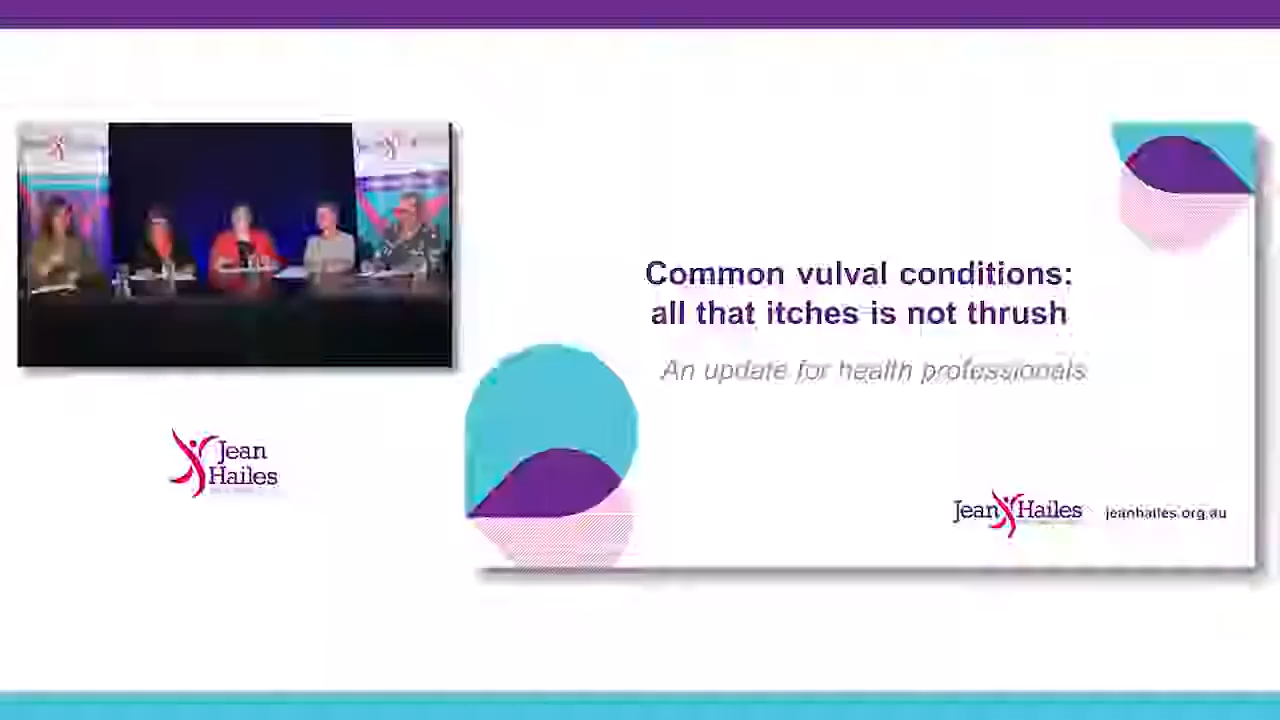 Common vulval conditions:
all that itches is not thrush
An update for health professionals
Jean
Hailes
Jean Hailes
jeanhailes.org.au